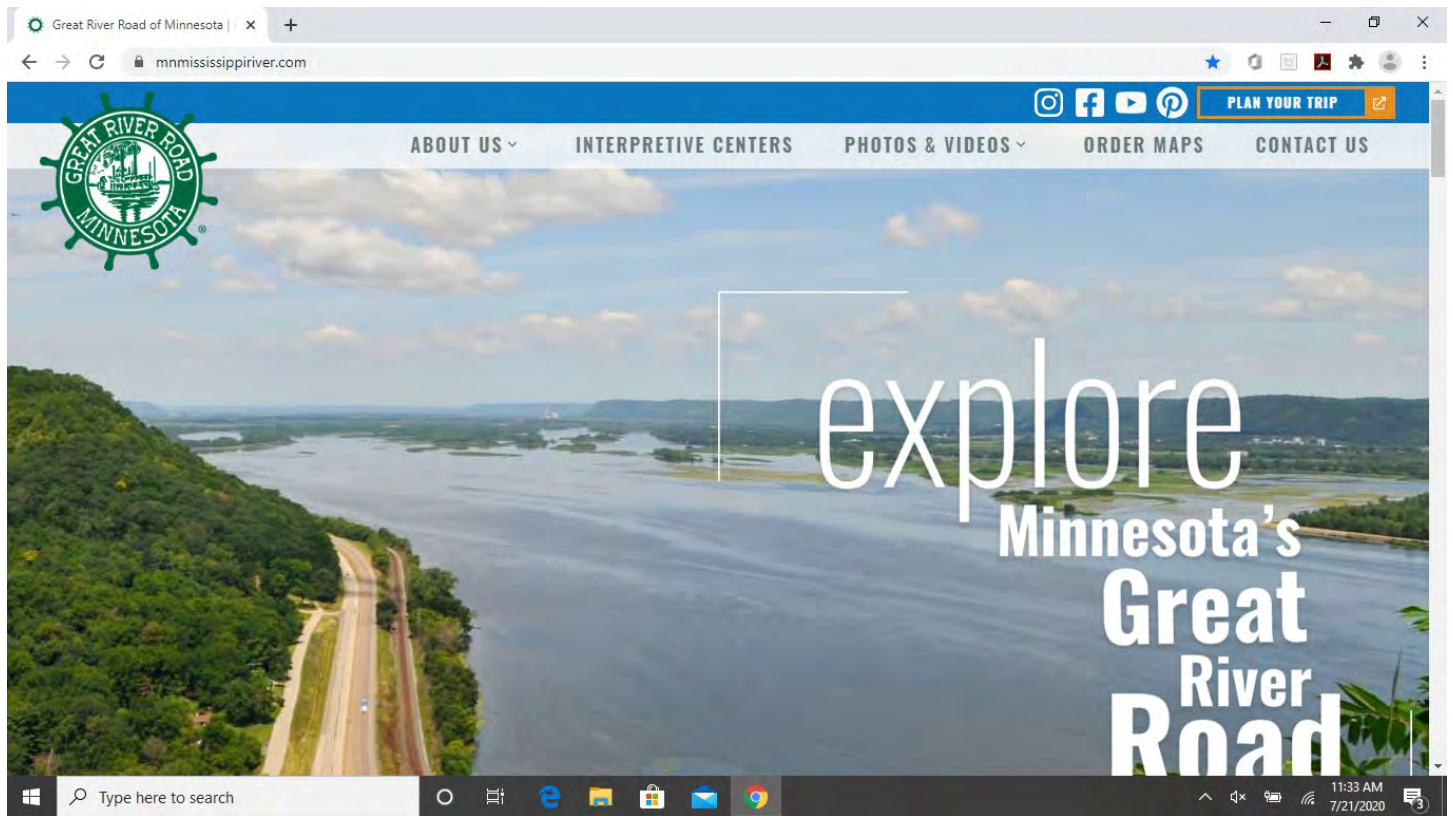 Great River Road of Minnesota |
mnmississippiriver.com
PLAN YOUR TRIP
GREAT RIVER ROAD
MINNESOTA
®
ABOUT US
INTERPRETIVE CENTERS
PHOTOS & VIDEOS
ORDER MAPS
CONTACT US
explore
Minnesota's
Great
River
Road
Type here to search
11:33 AM
7/21/2020
3